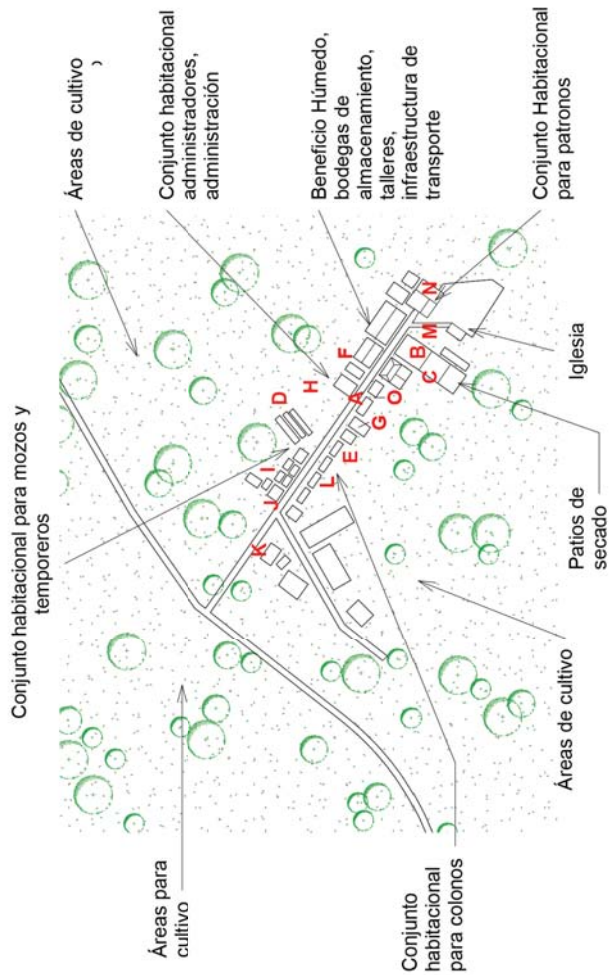 Conjunto habitacional para mozos y
temporeros
Áreas de cultivo
Conjunto habitacional
administradores,
administración
Áreas para
cultivo
K
J
I
D
H
L
E
F
A
G
O
B
C
M
N
Beneficio Húmedo,
bodegas de
almacenamiento,
talleres,
infraestructura de
transporte
Conjunto
habitacional
para colonos
Conjunto Habitacional
para patronos
Áreas de cultivo
Patios de
secado
Iglesia